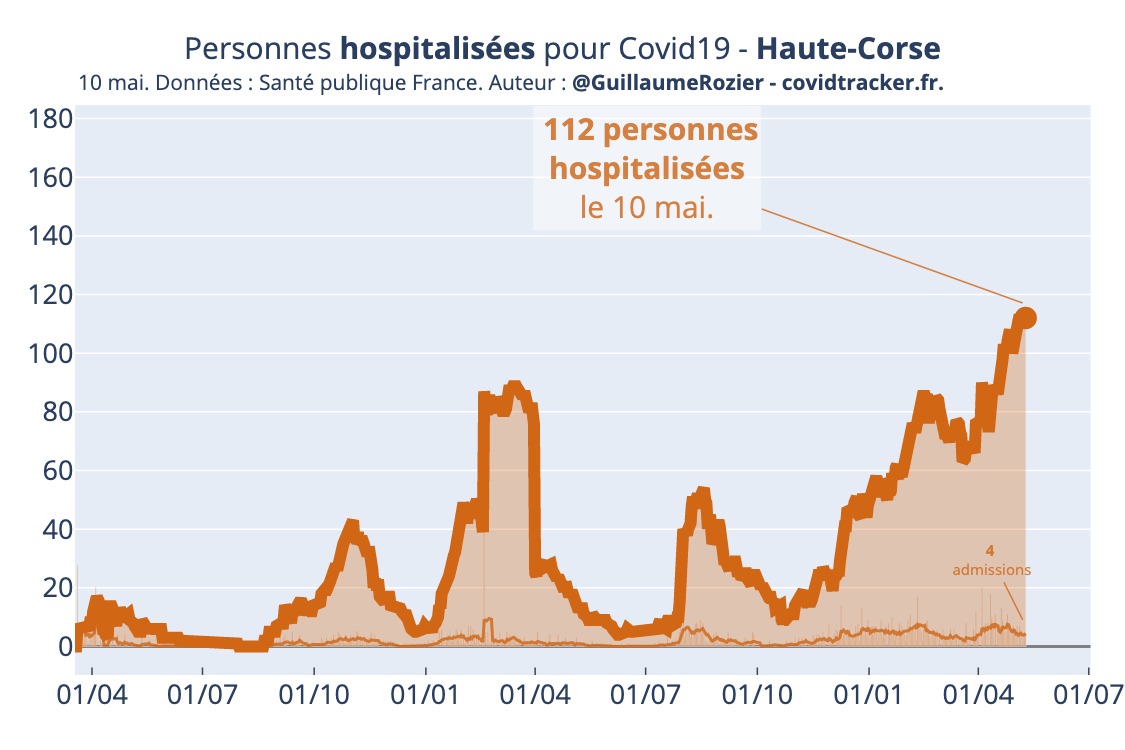 Personnes hospitalisées pour Covid19 - Haute-Corse
10 mai. Données : Santé publique France. Auteur : @GuillaumeRozier - covidtracker.fr.
180
160
140
120
100
80
60
40
20
0
112 personnes
hospitalisées
le 10 mai.
4
admissions
01/04 01/07 01/10 01/01 01/04 01/07 01/10 01/01 01/04 01/07